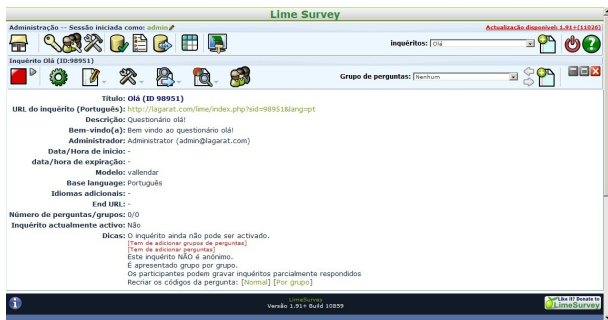 Lime Survey
Administração -- Sessão iniciada como: admin
Actualização disponível: 1.91+[11026]
inquéritos: Olá
Inquérito Olá (ID:98951)
Grupo de perguntas: Nenhum
Título: Olá (ID 98951)
URL do inquérito (Português): http://lagarat.com/lime/index.php?sid=98951&lang=pt
Descrição: Questionário olá!
Bem-vindo(a): Bem vindo ao questionário olá!
Administrador: Administrator (admin@lagarat.com)
Data/Hora de inicio: -
data/hora de expiração: -
Modelo: vallendar
Base language: Português
Idiomas adicionais: -
End URL: -
Número de perguntas/grupos: 0/0
Inquérito actualmente activo: Não
Dicas: O inquérito ainda não pode ser activado.
[Tem de adicionar grupos de perguntas]
[Tem de adicionar perguntas]
Este inquérito NÃO é anónimo.
É apresentado grupo por grupo.
Os participantes podem gravar inquéritos parcialmente respondidos
Recriar os códigos da pergunta: [Normal] [Por grupo]
LimeSurvey
Versão 1.91+ Build 10859
Like it? Donate to
LimeSurvey